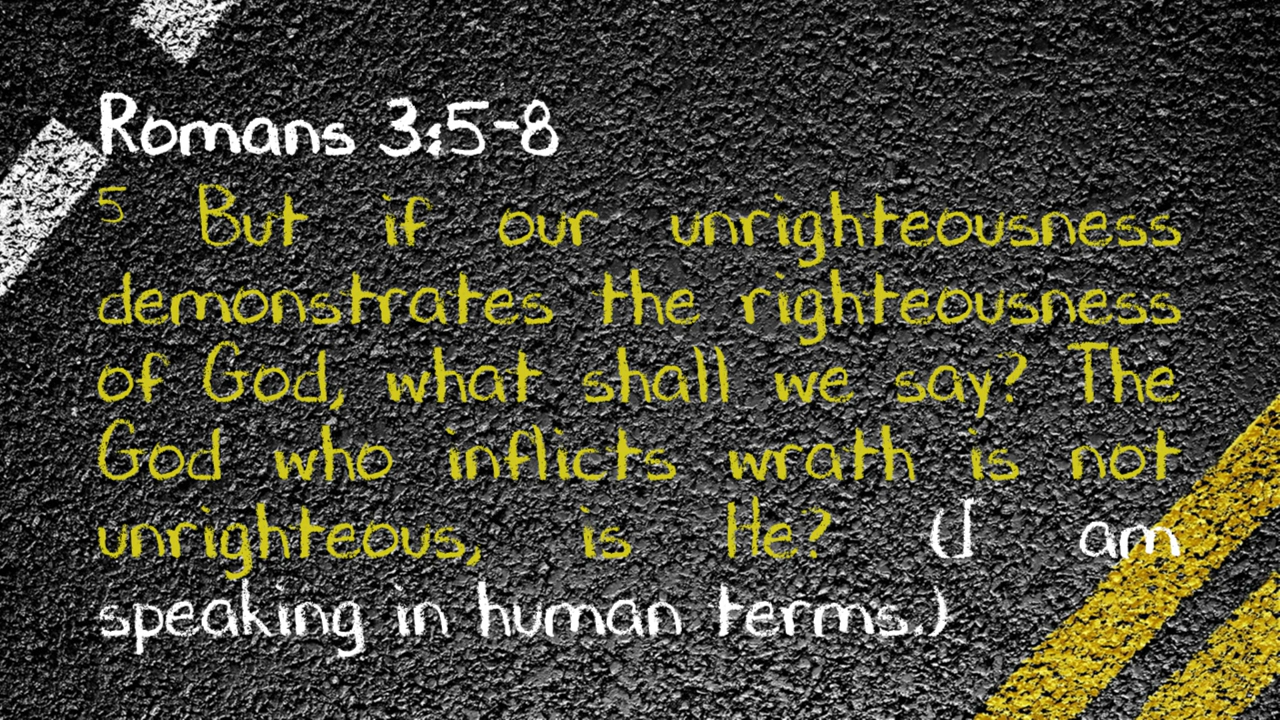 Romans 3:5-8
5 But if our unrighteousness
demonstrates the righteousness
of God, what shall we say? The
God who inflicts wrath is not
unrighteous, is He? (I am
speaking in human terms.)